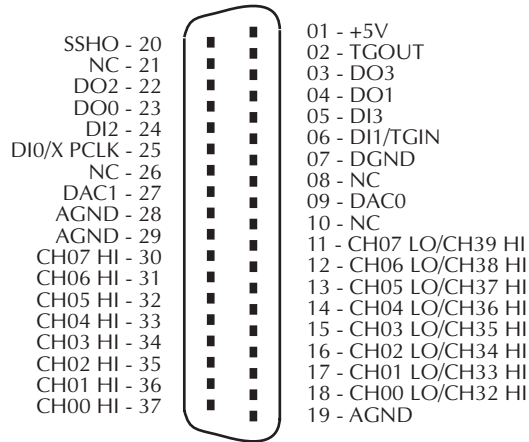 SSHO - 20
NC - 21
DO2 - 22
DO0 - 23
DI2 - 24
DI0/X PCLK - 25
NC - 26
DAC1 - 27
AGND - 28
AGND - 29
CH07 HI - 30
CH06 HI - 31
CH05 HI - 32
CH04 HI - 33
CH03 HI - 34
CH02 HI - 35
CH01 HI - 36
CH00 HI - 37
01 - +5V
02 - TGOUT
03 - DO3
04 - DO1
05 - DI3
06 - DI1/TGIN
07 - DGND
08 - NC
09 - DAC0
10 - NC
11 - CH07 LO/CH39 HI
12 - CH06 LO/CH38 HI
13 - CH05 LO/CH37 HI
14 - CH04 LO/CH36 HI
15 - CH03 LO/CH35 HI
16 - CH02 LO/CH34 HI
17 - CH01 LO/CH33 HI
18 - CH00 LO/CH32 HI
19 - AGND